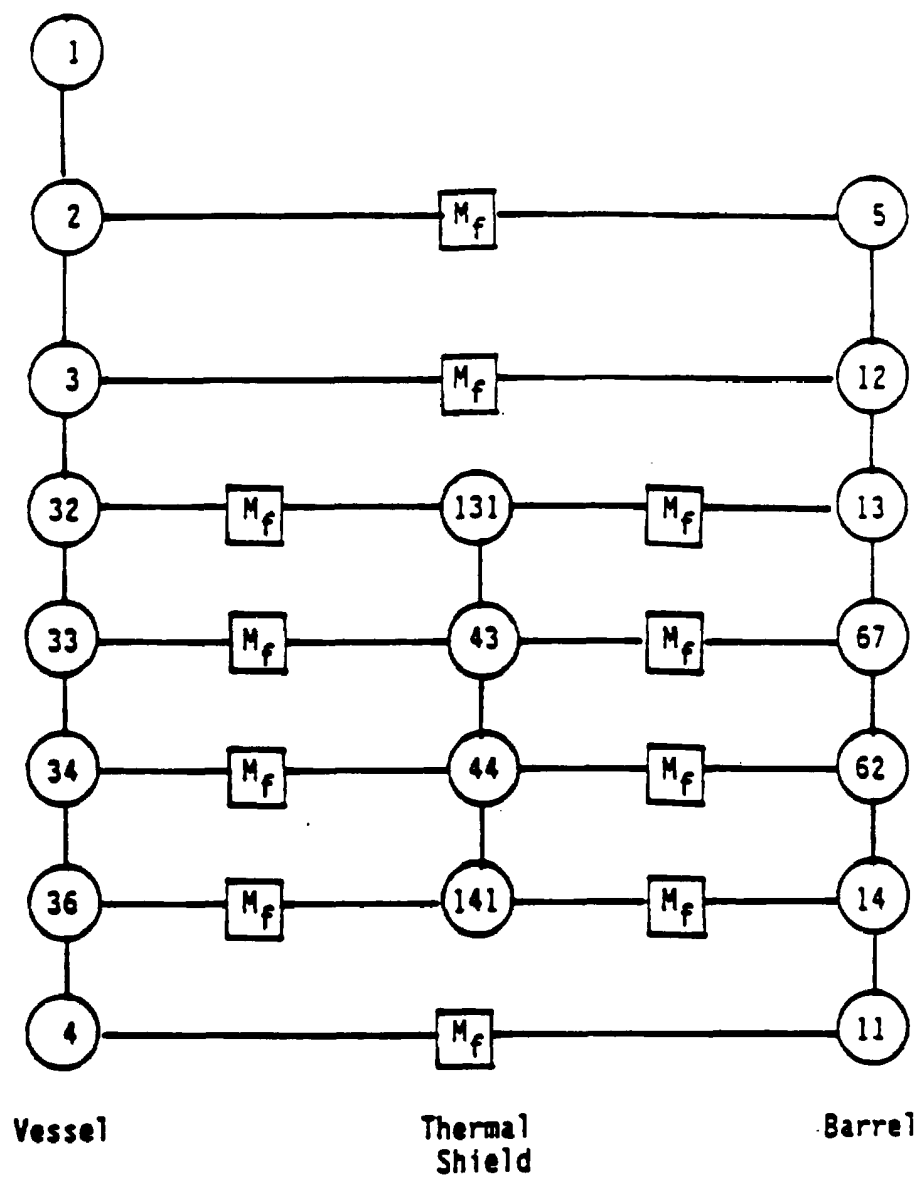 1
2 M_f 5
3 M_f 12
32 M_f 131 M_f 13
33 M_f 43 M_f 67
34 M_f 44 M_f 62
36 M_f 141 M_f 14
4 M_f 11
Vessel Thermal Barrel
Shield